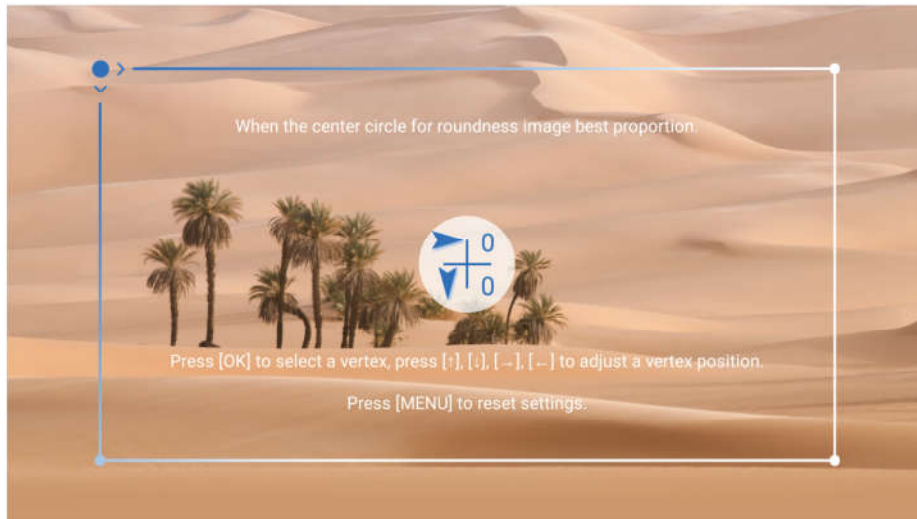 When the center circle for roundness image best proportion.
0
0
Press [OK] to select a vertex, press [↑], [↓], [→], [←] to adjust a vertex position.
Press [MENU] to reset settings.